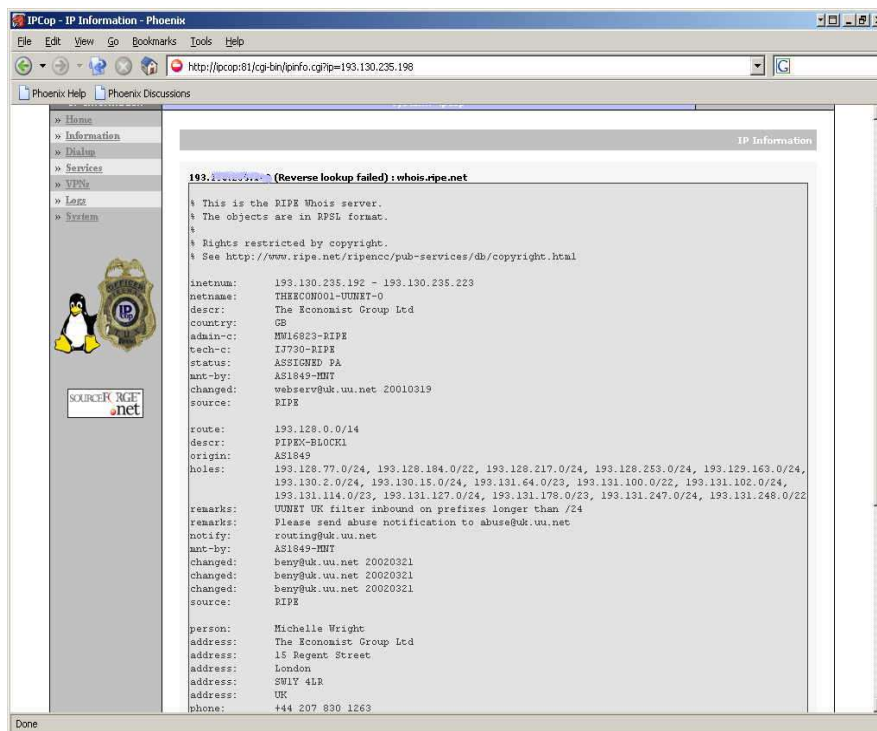 IPCop - IP Information - Phoenix
File Edit View Go Bookmarks Tools Help
http://ipcop:81/cgi-bin/ipinfo.cgi?ip=193.130.235.198
G
Phoenix Help Phoenix Discussions
» Home
» Information
» Dialup
» Services
» VPNs
» Logs
» System
OFFICER
IP
Cop
SOURCEFORGE
.net
IP Information
193. (Reverse lookup failed) : whois.ripe.net
% This is the RIPE Whois server.
% The objects are in RPSL format.
%
% Rights restricted by copyright.
% See http://www.ripe.net/ripencc/pub-services/db/copyright.html
inetnum: 193.130.235.192 - 193.130.235.223
netname: THEECON001-UUNET-0
descr: The Economist Group Ltd
country: GB
admin-c: MW16823-RIPE
tech-c: IJ730-RIPE
status: ASSIGNED PA
mnt-by: AS1849-MNT
changed: webserv@uk.uu.net 20010319
source: RIPE
route: 193.128.0.0/14
descr: PIPEX-BLOCK1
origin: AS1849
holes: 193.128.77.0/24, 193.128.184.0/22, 193.128.217.0/24, 193.128.253.0/24, 193.129.163.0/24,
193.130.2.0/24, 193.130.15.0/24, 193.131.64.0/23, 193.131.100.0/22, 193.131.102.0/24,
193.131.114.0/23, 193.131.127.0/24, 193.131.178.0/23, 193.131.247.0/24, 193.131.248.0/22
remarks: UUNET UK filter inbound on prefixes longer than /24
remarks: Please send abuse notification to abuse@uk.uu.net
notify: routing@uk.uu.net
mnt-by: AS1849-MNT
changed: beny@uk.uu.net 20020321
changed: beny@uk.uu.net 20020321
changed: beny@uk.uu.net 20020321
source: RIPE
person: Michelle Wright
address: The Economist Group Ltd
address: 15 Regent Street
address: London
address: SW1Y 4LR
address: UK
phone: +44 207 830 1263
Done